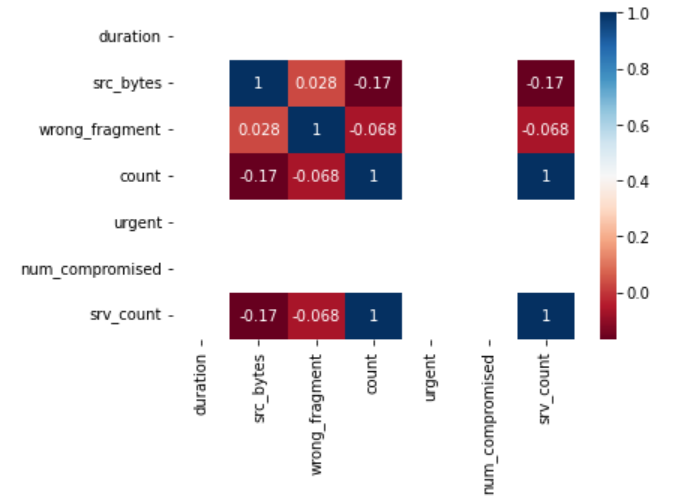 duration
src_bytes 1 0.028 -0.17 -0.17
wrong_fragment 0.028 1 -0.068 -0.068
count -0.17 -0.068 1 1
urgent
num_compromised
srv_count -0.17 -0.068 1 1
duration
src_bytes
wrong_fragment
count
urgent
num_compromised
srv_count
1.0
0.8
0.6
0.4
0.2
0.0